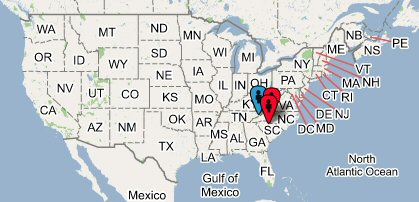 WA
MT
ND
MN
NB
PE
OR
ID
SD
WI
MI
ME
NS
WY
NY
VT
NH
NV
UT
NE
IA
IL
IN
OH
PA
MA
RI
CT
CO
KS
MO
KY
VA
NJ
DE
MD
DC
CA
AZ
NM
OK
AR
TN
NC
SC
TX
LA
MS
AL
GA
FL
Mexico
Gulf of
Mexico
North
Atlantic Ocean